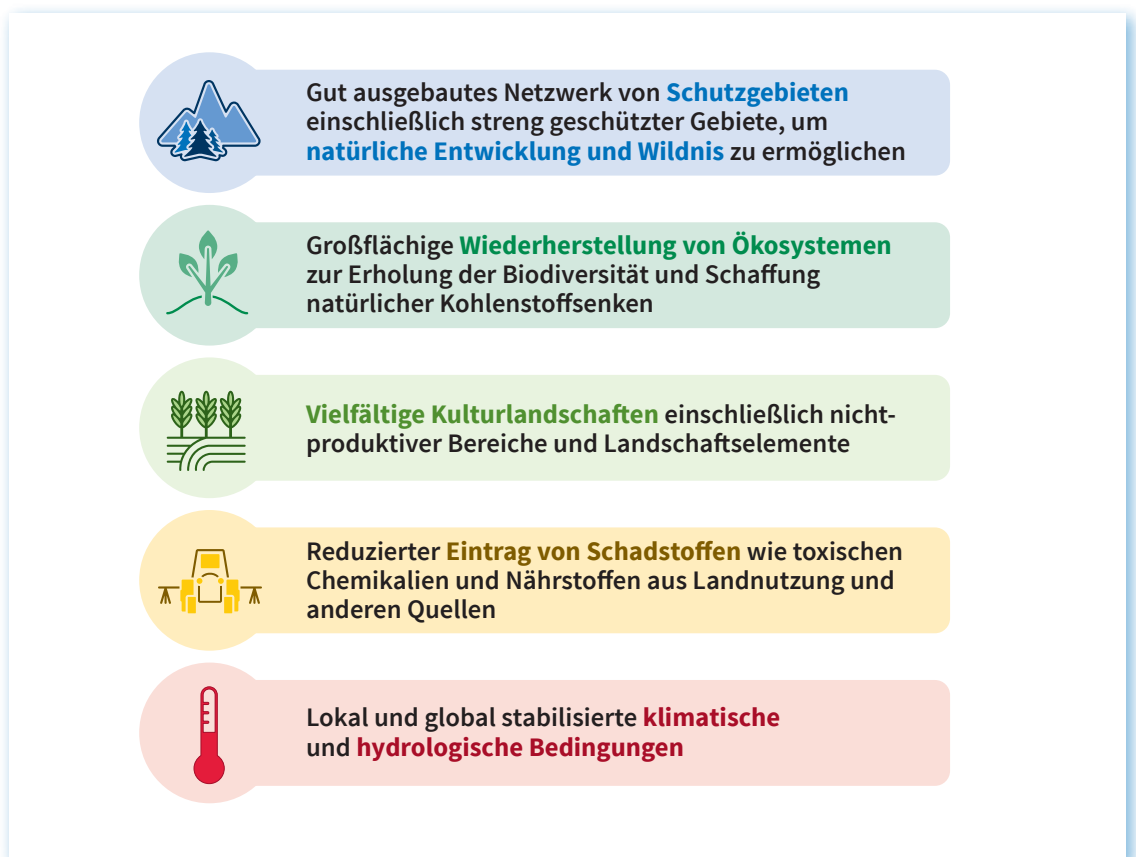 Gut ausgebautes Netzwerk von Schutzgebieten
einschließlich streng geschützter Gebiete, um
natürliche Entwicklung und Wildnis zu ermöglichen
Großflächige Wiederherstellung von Ökosystemen
zur Erholung der Biodiversität und Schaffung
natürlicher Kohlenstoffsenken
Vielfältige Kulturlandschaften einschließlich nicht-
produktiver Bereiche und Landschaftselemente
Reduzierter Eintrag von Schadstoffen wie toxischen
Chemikalien und Nährstoffen aus Landnutzung und
anderen Quellen
Lokal und global stabilisierte klimatische
und hydrologische Bedingungen